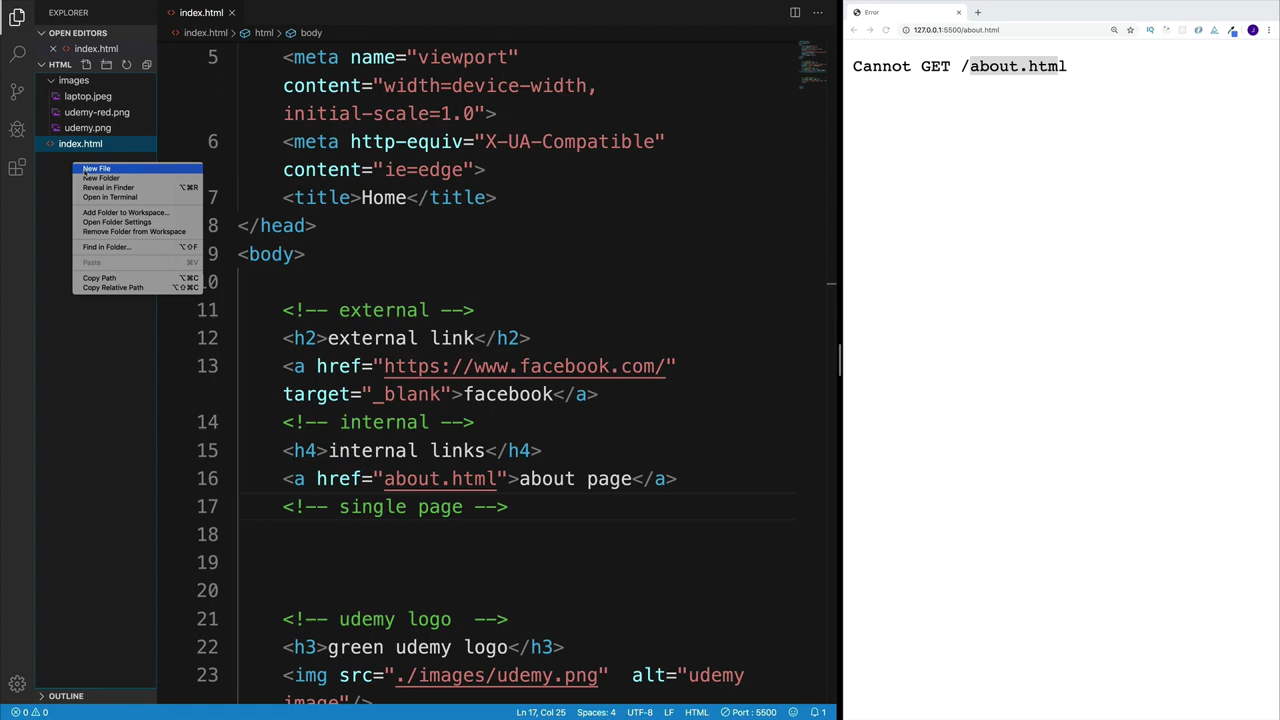 EXPLORER
OPEN EDITORS
index.html
HTML
images
laptop.jpeg
udemy-red.png
udemy.png
index.html
New File
New Folder
Reveal in Finder ⌥⌘R
Open in Terminal
Add Folder to Workspace...
Open Folder Settings
Remove Folder from Workspace
Find in Folder... ⌥⇧F
Paste ⌘V
Copy Path ⌥⌘C
Copy Relative Path ⌥⇧⌘C
OUTLINE
index.html
index.html > html > body
5 <meta name="viewport"
content="width=device-width,
initial-scale=1.0">
6 <meta http-equiv="X-UA-Compatible"
content="ie=edge">
7 <title>Home</title>
8 </head>
9 <body>
0
11 <!-- external -->
12 <h2>external link</h2>
13 <a href="https://www.facebook.com/"
target="_blank">facebook</a>
14 <!-- internal -->
15 <h4>internal links</h4>
16 <a href="about.html">about page</a>
17 <!-- single page -->
18
19
20
21 <!-- udemy logo  -->
22 <h3>green udemy logo</h3>
23 <img src="./images/udemy.png"  alt="udemy
image"/>
0 0 Ln 17, Col 25 Spaces: 4 UTF-8 LF HTML Port : 5500 1
Error
127.0.0.1:5500/about.html
IQ
J
Cannot GET /about.html